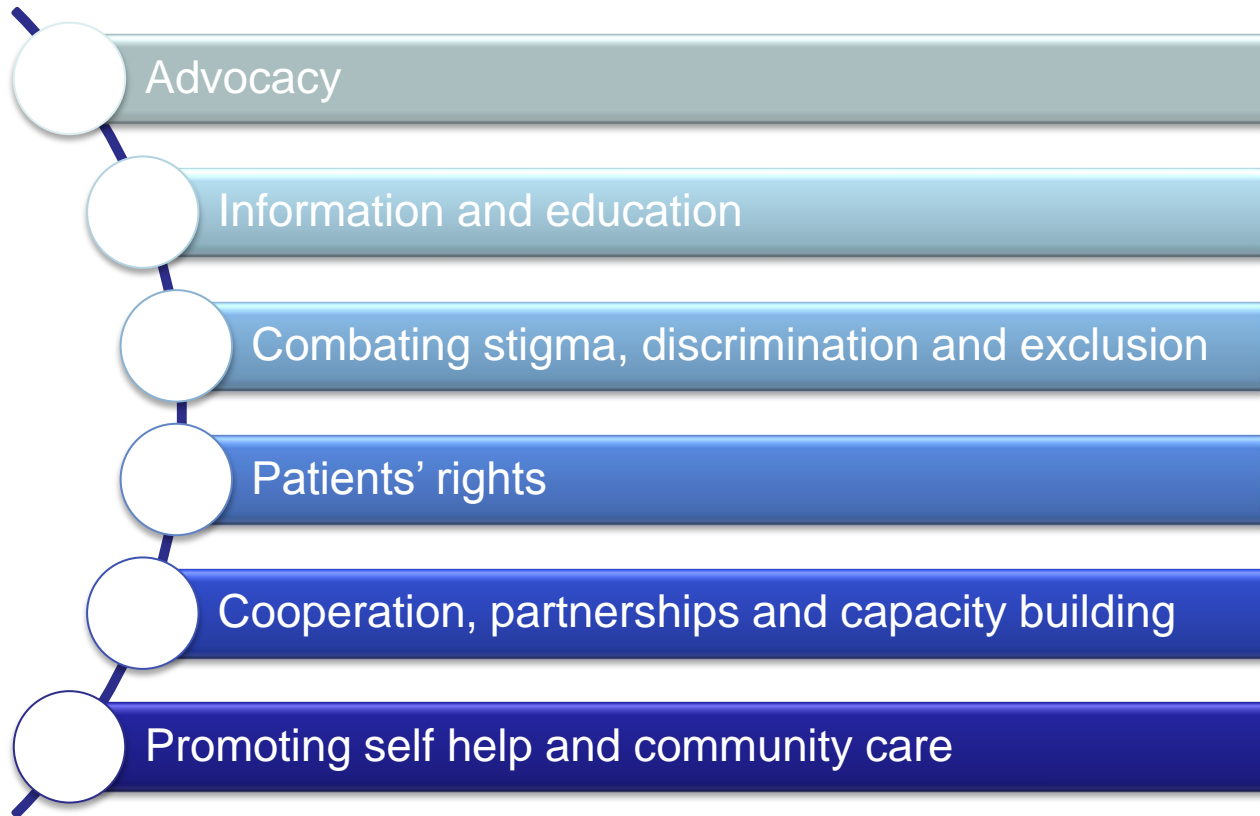 Advocacy
Information and education
Combating stigma, discrimination and exclusion
Patients’ rights
Cooperation, partnerships and capacity building
Promoting self help and community care